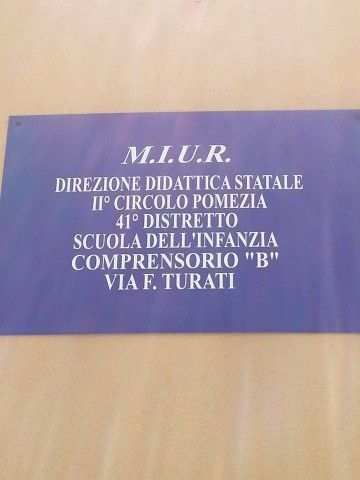 M.I.U.R.
DIREZIONE DIDATTICA STATALE
II° CIRCOLO POMEZIA
41° DISTRETTO
SCUOLA DELL'INFANZIA
COMPRENSORIO "B"
VIA F. TURATI